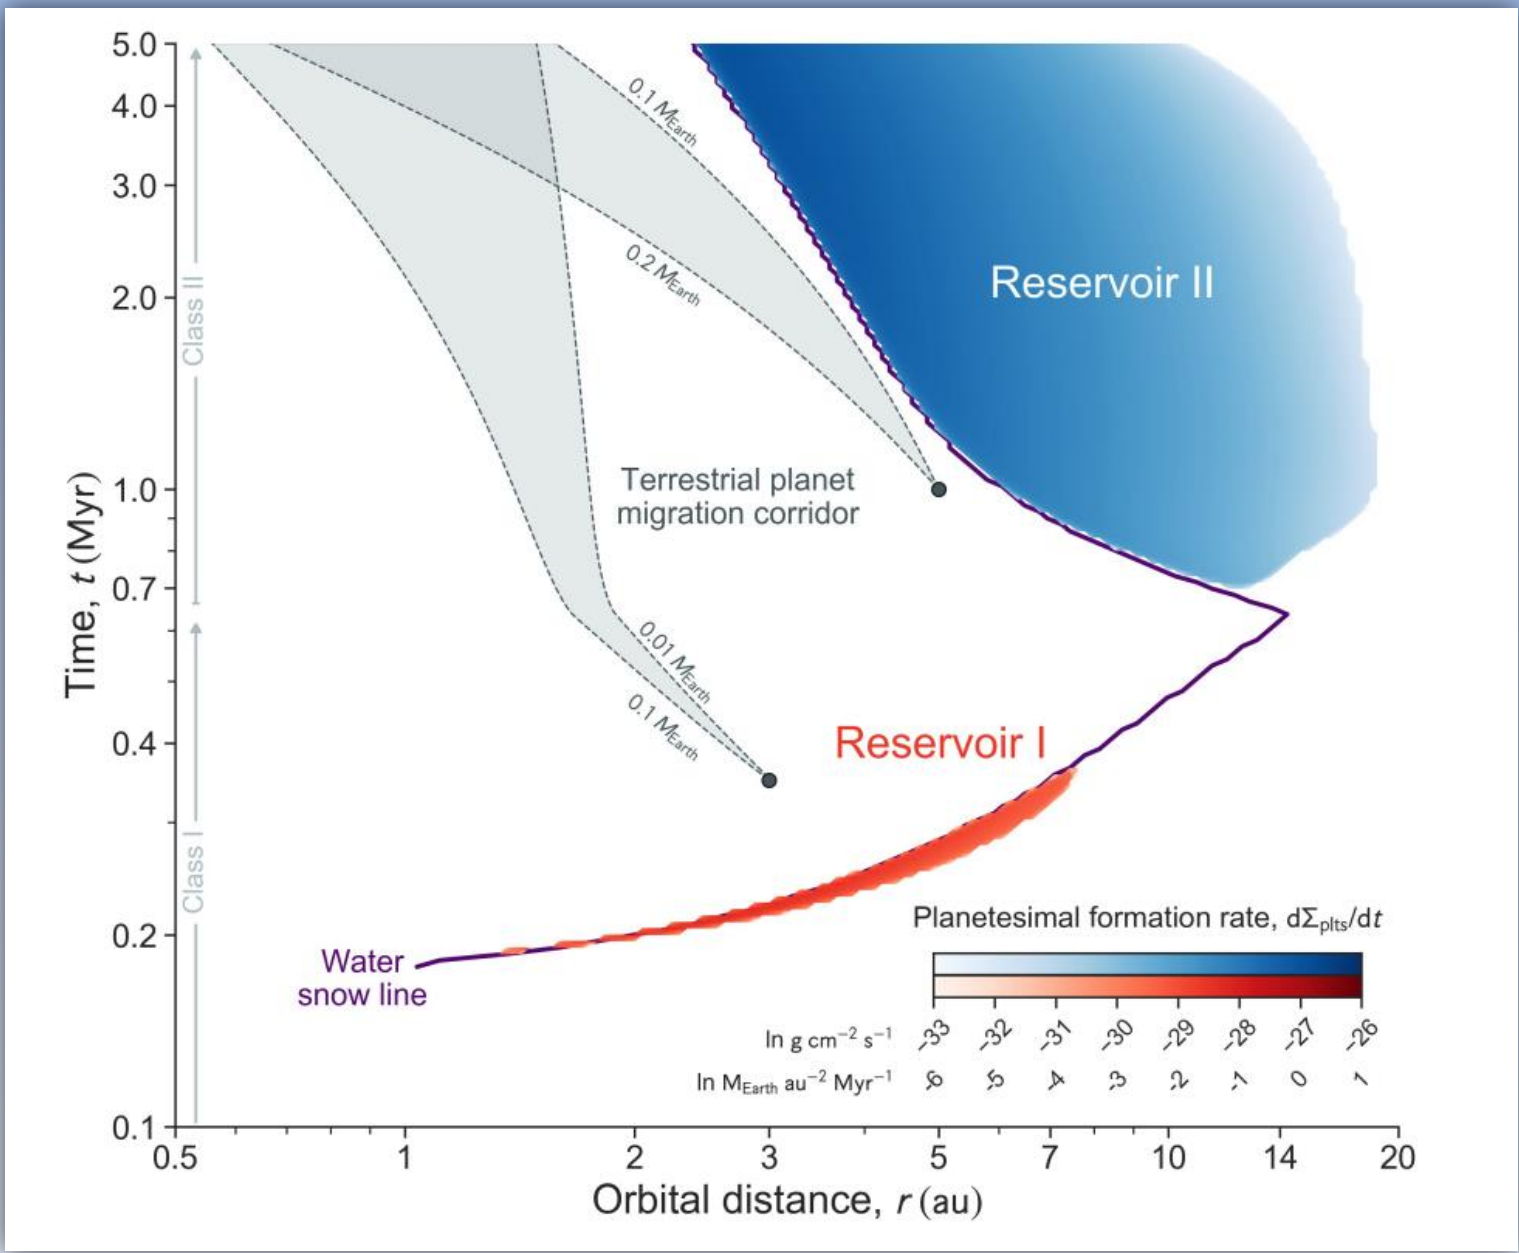 5.0
4.0
3.0
2.0
1.0
0.7
0.4
0.2
0.1
Time, t (Myr)
Class II
Class I
0.1 MEarth
0.2 MEarth
Reservoir II
Terrestrial planet
migration corridor
0.01 MEarth
0.1 MEarth
Reservoir I
Water
snow line
Planetesimal formation rate, dΣplts/dt
ln g cm−2 s−1
-33 -32 -31 -30 -29 -28 -27 -26
ln MEarth au−2 Myr−1
-6 -5 -4 -3 -2 -1 0 1
0.5 1 2 3 5 7 10 14 20
Orbital distance, r (au)